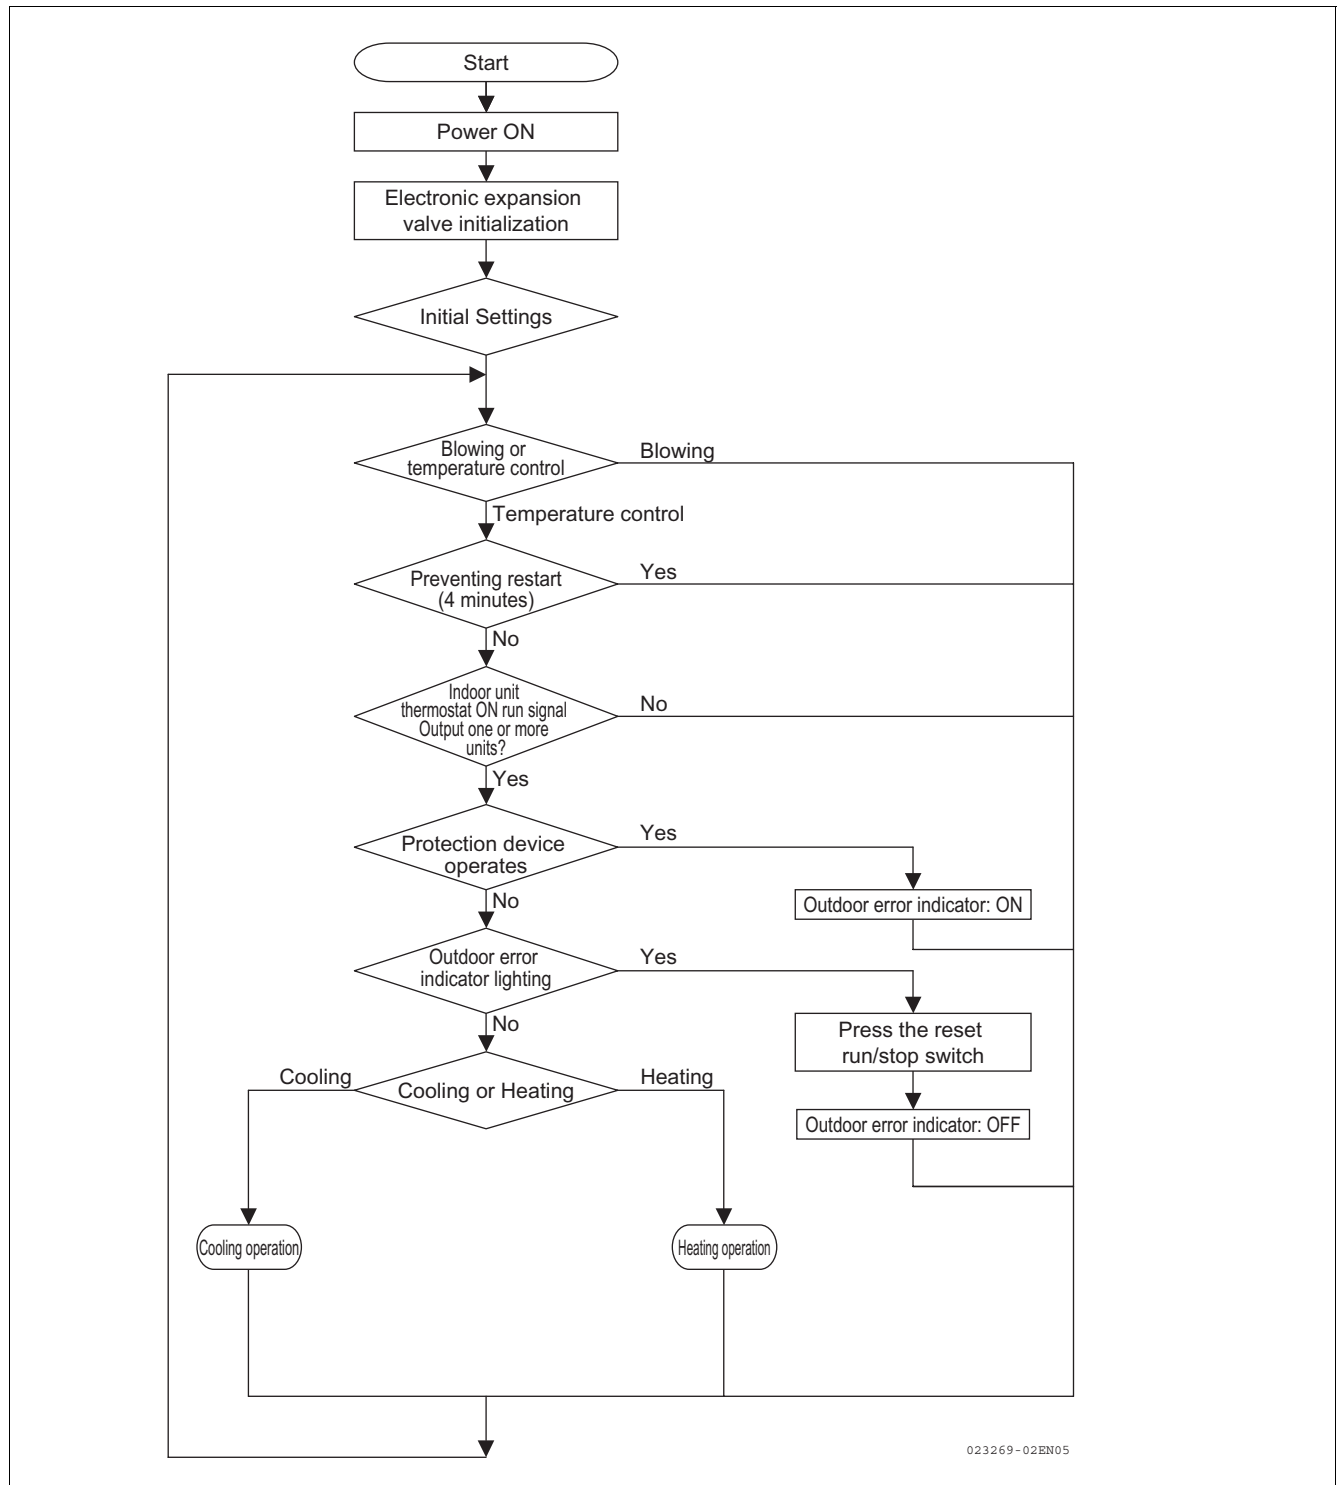 Start
Power ON
Electronic expansion
valve initialization
Initial Settings
Blowing or
temperature control
Blowing
Temperature control
Preventing restart
(4 minutes)
Yes
No
Indoor unit
thermostat ON run signal
Output one or more
units?
No
Yes
Protection device
operates
Yes
Outdoor error indicator: ON
No
Outdoor error
indicator lighting
Yes
Press the reset
run/stop switch
Outdoor error indicator: OFF
No
Cooling or Heating
Cooling
Heating
Cooling operation
Heating operation
023269-02EN05